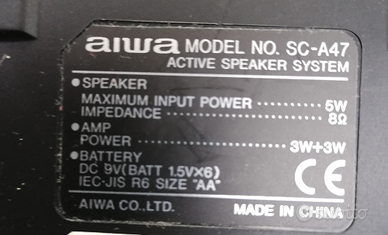 aiwa MODEL NO. SC-A47
ACTIVE SPEAKER SYSTEM
●SPEAKER
MAXIMUM INPUT POWER ········ 5W
IMPEDANCE ···················· 8Ω
●AMP
POWER ···················· 3W+3W
●BATTERY
DC 9V(BATT 1.5V×6)
IEC·JIS R6 SIZE "AA"
CE
AIWA CO.,LTD. MADE IN CHINA